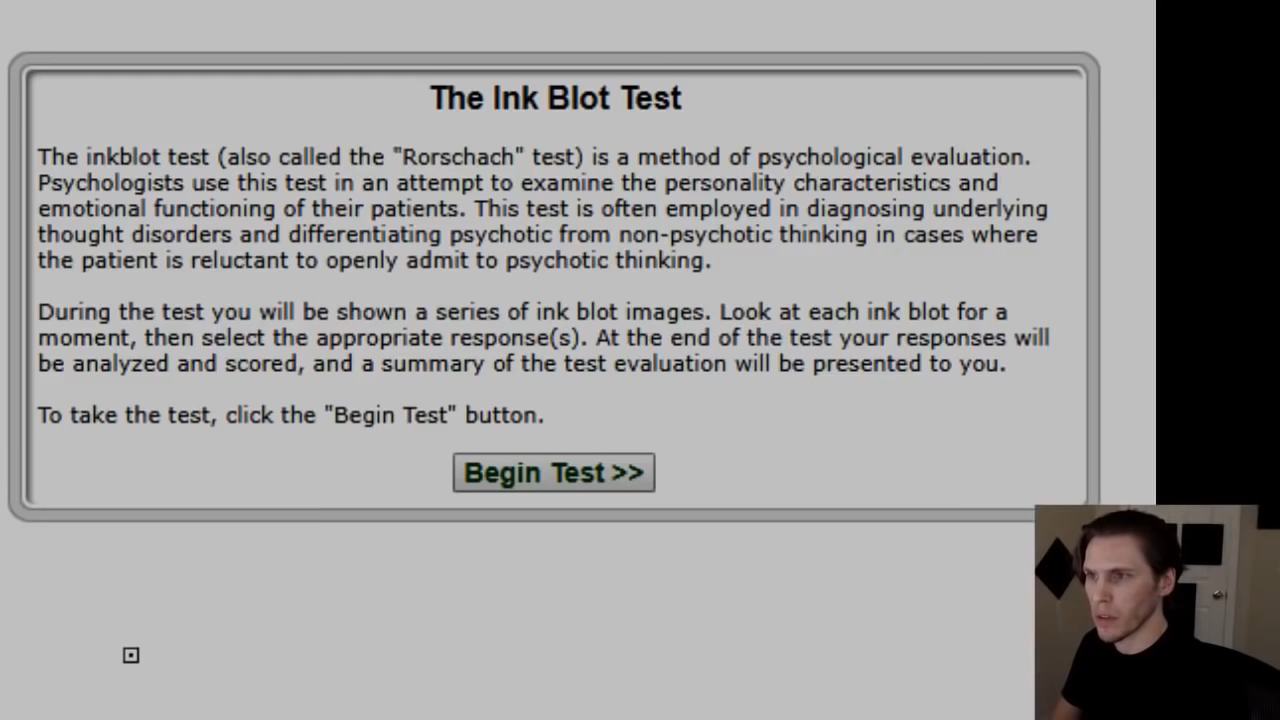 The Ink Blot Test
The inkblot test (also called the "Rorschach" test) is a method of psychological evaluation.
Psychologists use this test in an attempt to examine the personality characteristics and
emotional functioning of their patients. This test is often employed in diagnosing underlying
thought disorders and differentiating psychotic from non-psychotic thinking in cases where
the patient is reluctant to openly admit to psychotic thinking.
During the test you will be shown a series of ink blot images. Look at each ink blot for a
moment, then select the appropriate response(s). At the end of the test your responses will
be analyzed and scored, and a summary of the test evaluation will be presented to you.
To take the test, click the "Begin Test" button.
Begin Test >>